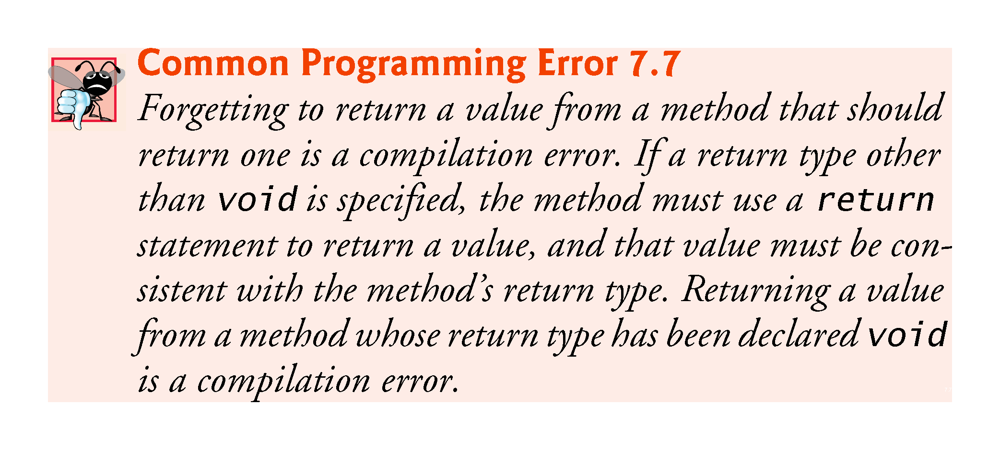 Common Programming Error 7.7
Forgetting to return a value from a method that should
return one is a compilation error. If a return type other
than void is specified, the method must use a return
statement to return a value, and that value must be con-
sistent with the method’s return type. Returning a value
from a method whose return type has been declared void
is a compilation error.
77